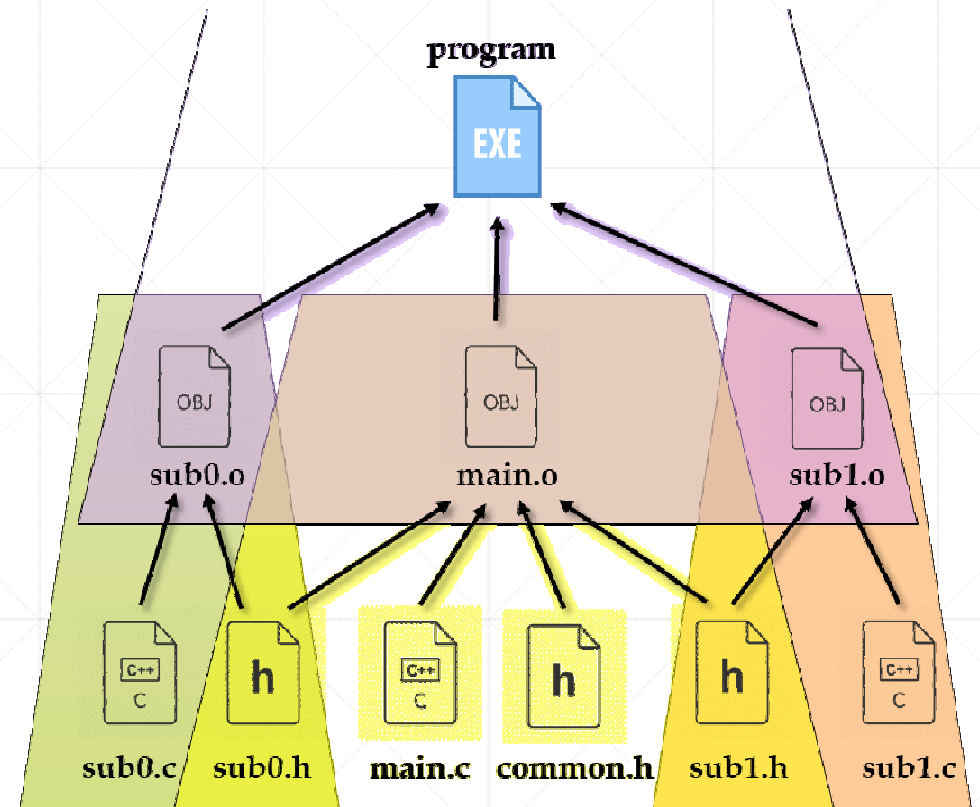 program
EXE
OBJ
OBJ
OBJ
sub0.o
main.o
sub1.o
C++
C
h
C++
C
h
h
C++
C
sub0.c
sub0.h
main.c
common.h
sub1.h
sub1.c